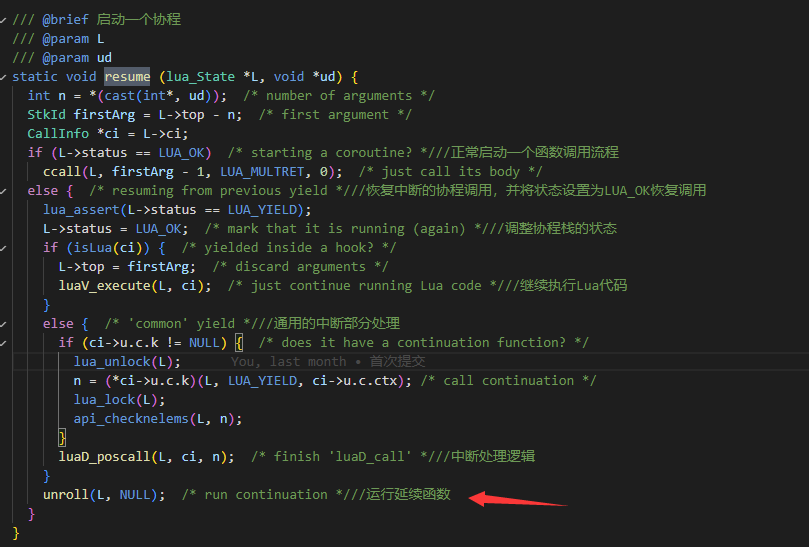 /// @brief 启动一个协程
/// @param L
/// @param ud
static void resume (lua_State *L, void *ud) {
  int n = *(cast(int*, ud));  /* number of arguments */
  StkId firstArg = L->top - n;  /* first argument */
  CallInfo *ci = L->ci;
  if (L->status == LUA_OK)  /* starting a coroutine? *///正常启动一个函数调用流程
    ccall(L, firstArg - 1, LUA_MULTRET, 0);  /* just call its body */
  else {  /* resuming from previous yield *///恢复中断的协程调用，并将状态设置为LUA_OK恢复调用
    lua_assert(L->status == LUA_YIELD);
    L->status = LUA_OK;  /* mark that it is running (again) *///调整协程栈的状态
    if (isLua(ci)) {  /* yielded inside a hook? */
      L->top = firstArg;  /* discard arguments */
      luaV_execute(L, ci);  /* just continue running Lua code *///继续执行Lua代码
    }
    else {  /* 'common' yield *///通用的中断部分处理
      if (ci->u.c.k != NULL) {  /* does it have a continuation function? */
        lua_unlock(L);      You, last month • 首次提交
        n = (*ci->u.c.k)(L, LUA_YIELD, ci->u.c.ctx); /* call continuation */
        lua_lock(L);
        api_checknelems(L, n);
      }
      luaD_poscall(L, ci, n);  /* finish 'luaD_call' *///中断处理逻辑
    }
    unroll(L, NULL);  /* run continuation *///运行延续函数
  }
}